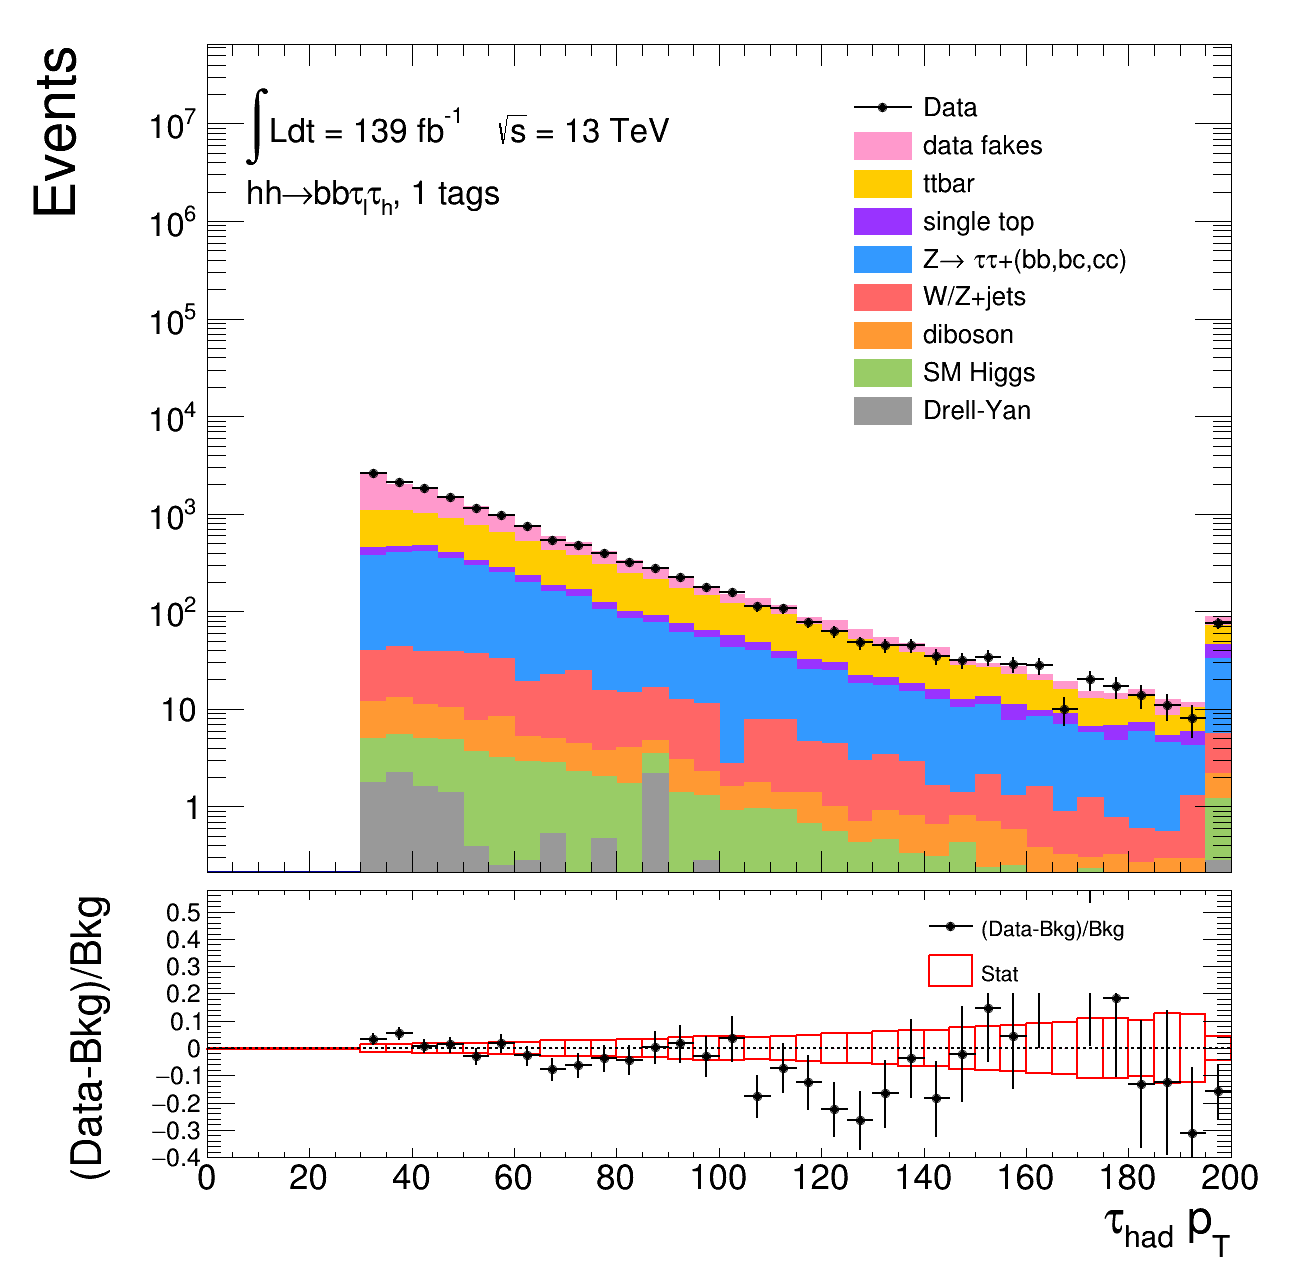 Events
10⁷
10⁶
10⁵
10⁴
10³
10²
10
1
∫Ldt = 139 fb⁻¹ √s = 13 TeV
hh→bbτₗτₕ, 1 tags
Data
data fakes
ttbar
single top
Z→ ττ+(bb,bc,cc)
W/Z+jets
diboson
SM Higgs
Drell-Yan
(Data-Bkg)/Bkg
0.5
0.4
0.3
0.2
0.1
0
−0.1
−0.2
−0.3
−0.4
(Data-Bkg)/Bkg
Stat
0 20 40 60 80 100 120 140 160 180 200
τ_had p_T